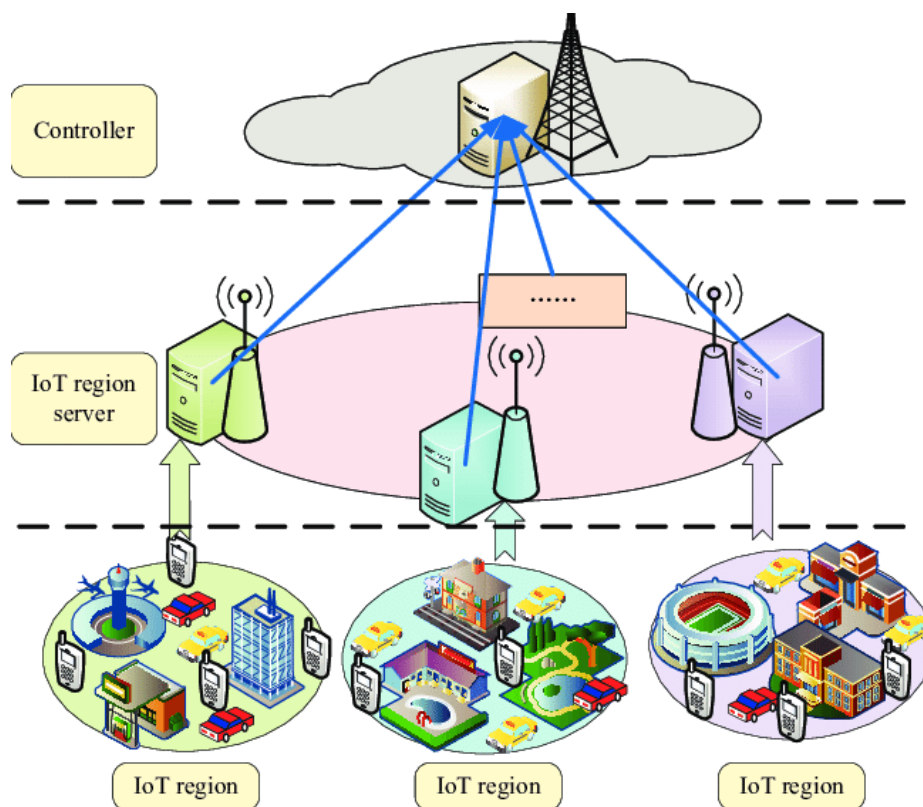 Controller
......
IoT region
server
IoT region
IoT region
IoT region